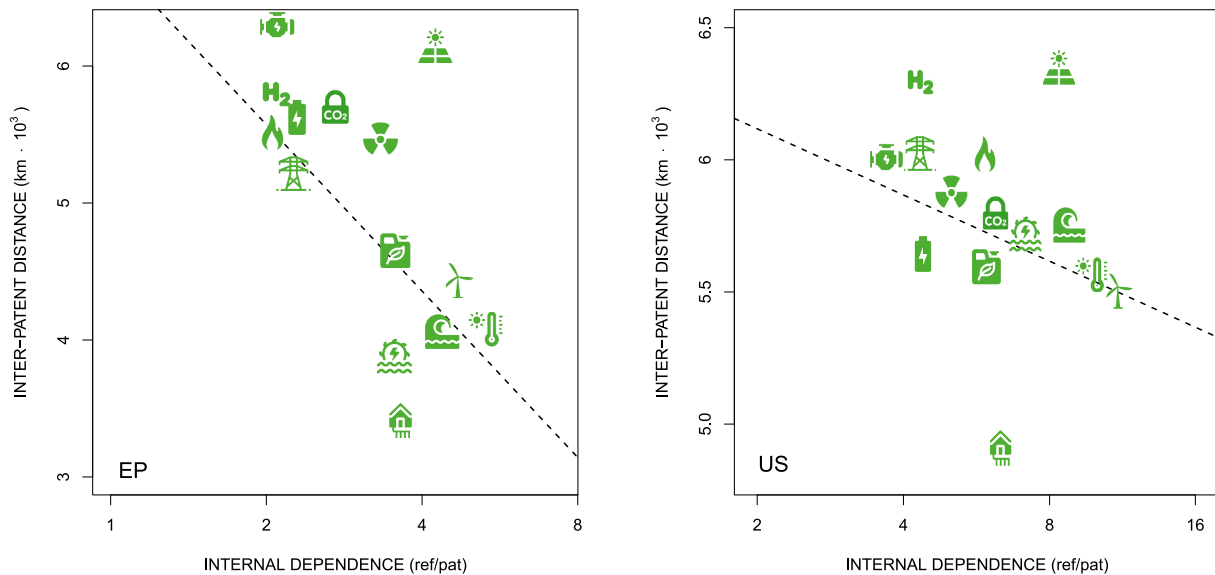 INTER−PATENT DISTANCE (km · 10³ )
6
5
4
3
H₂
CO₂
EP
1
2
4
8
INTERNAL DEPENDENCE (ref/pat)
INTER−PATENT DISTANCE (km · 10³ )
6.5
6
5.5
5.0
H₂
CO₂
US
2
4
8
16
INTERNAL DEPENDENCE (ref/pat)